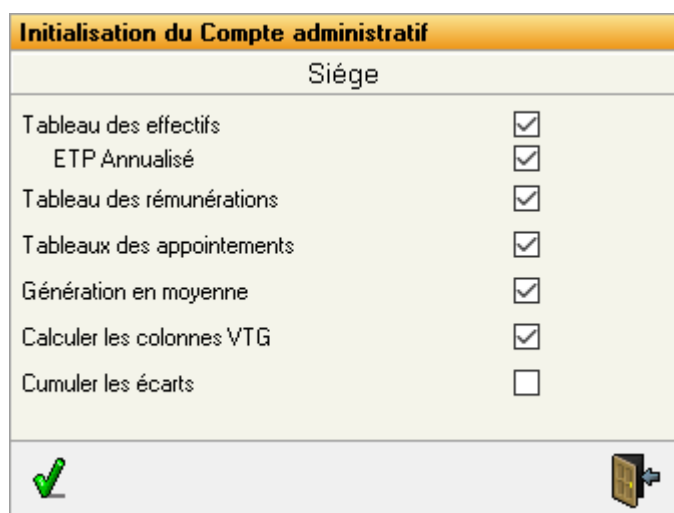 Initialisation du Compte administratif
Siége
Tableau des effectifs
ETP Annualisé
Tableau des rémunérations
Tableaux des appointements
Génération en moyenne
Calculer les colonnes VTG
Cumuler les écarts